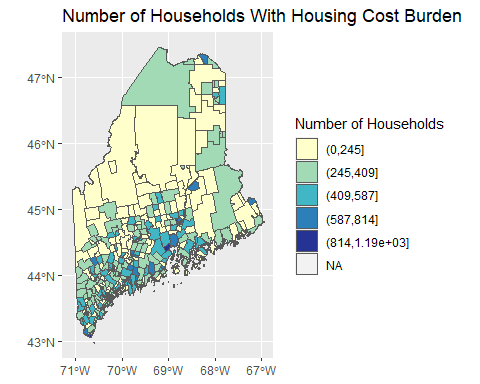 Number of Households With Housing Cost Burden
47°N
46°N
45°N
44°N
43°N
71°W
70°W
69°W
68°W
67°W
Number of Households
(0,245]
(245,409]
(409,587]
(587,814]
(814,1.19e+03]
NA